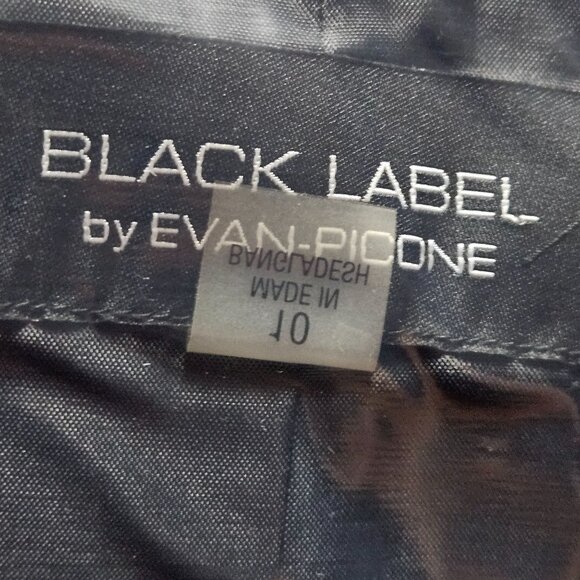 BLACK LABEL
by EVAN-PICONE
10
MADE IN
BANGLADESH